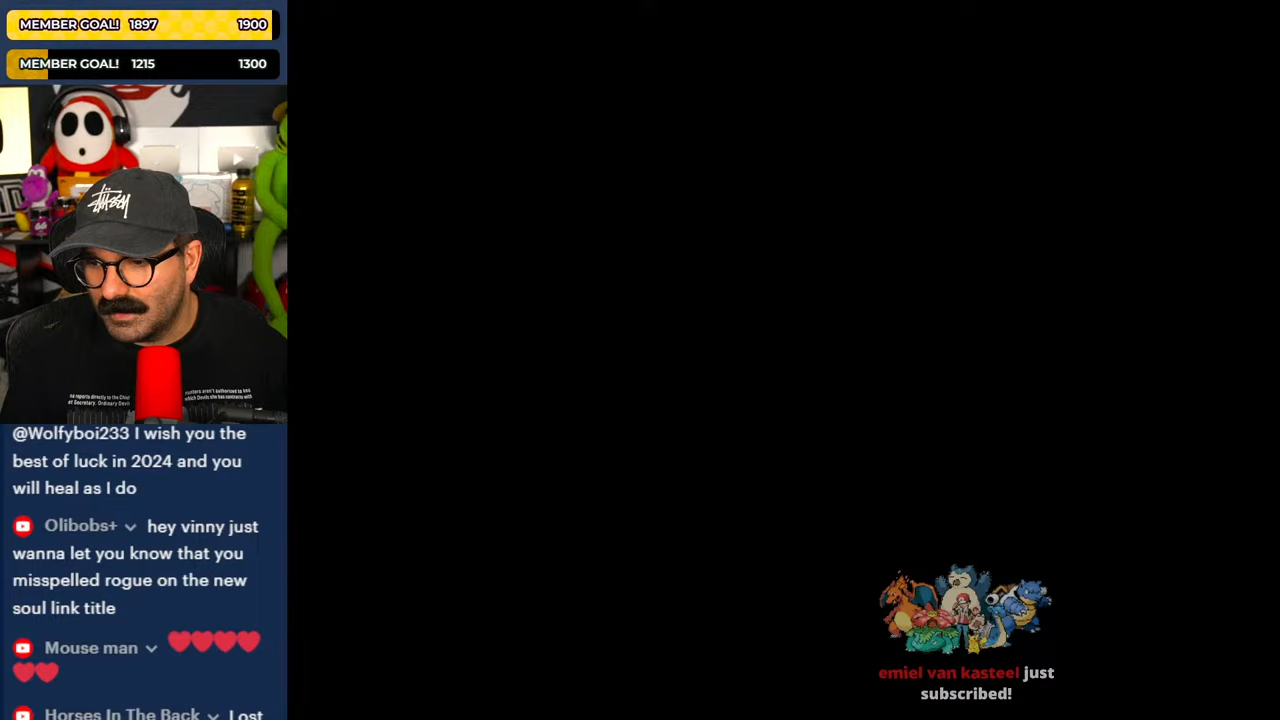 MEMBER GOAL! 1897 1900
MEMBER GOAL! 1215 1300
@Wolfyboi233 I wish you the
best of luck in 2024 and you
will heal as I do
Olibobs+ hey vinny just
wanna let you know that you
misspelled rogue on the new
soul link title
Mouse man
Horses In The Back Lost
emiel van kasteel just
subscribed!